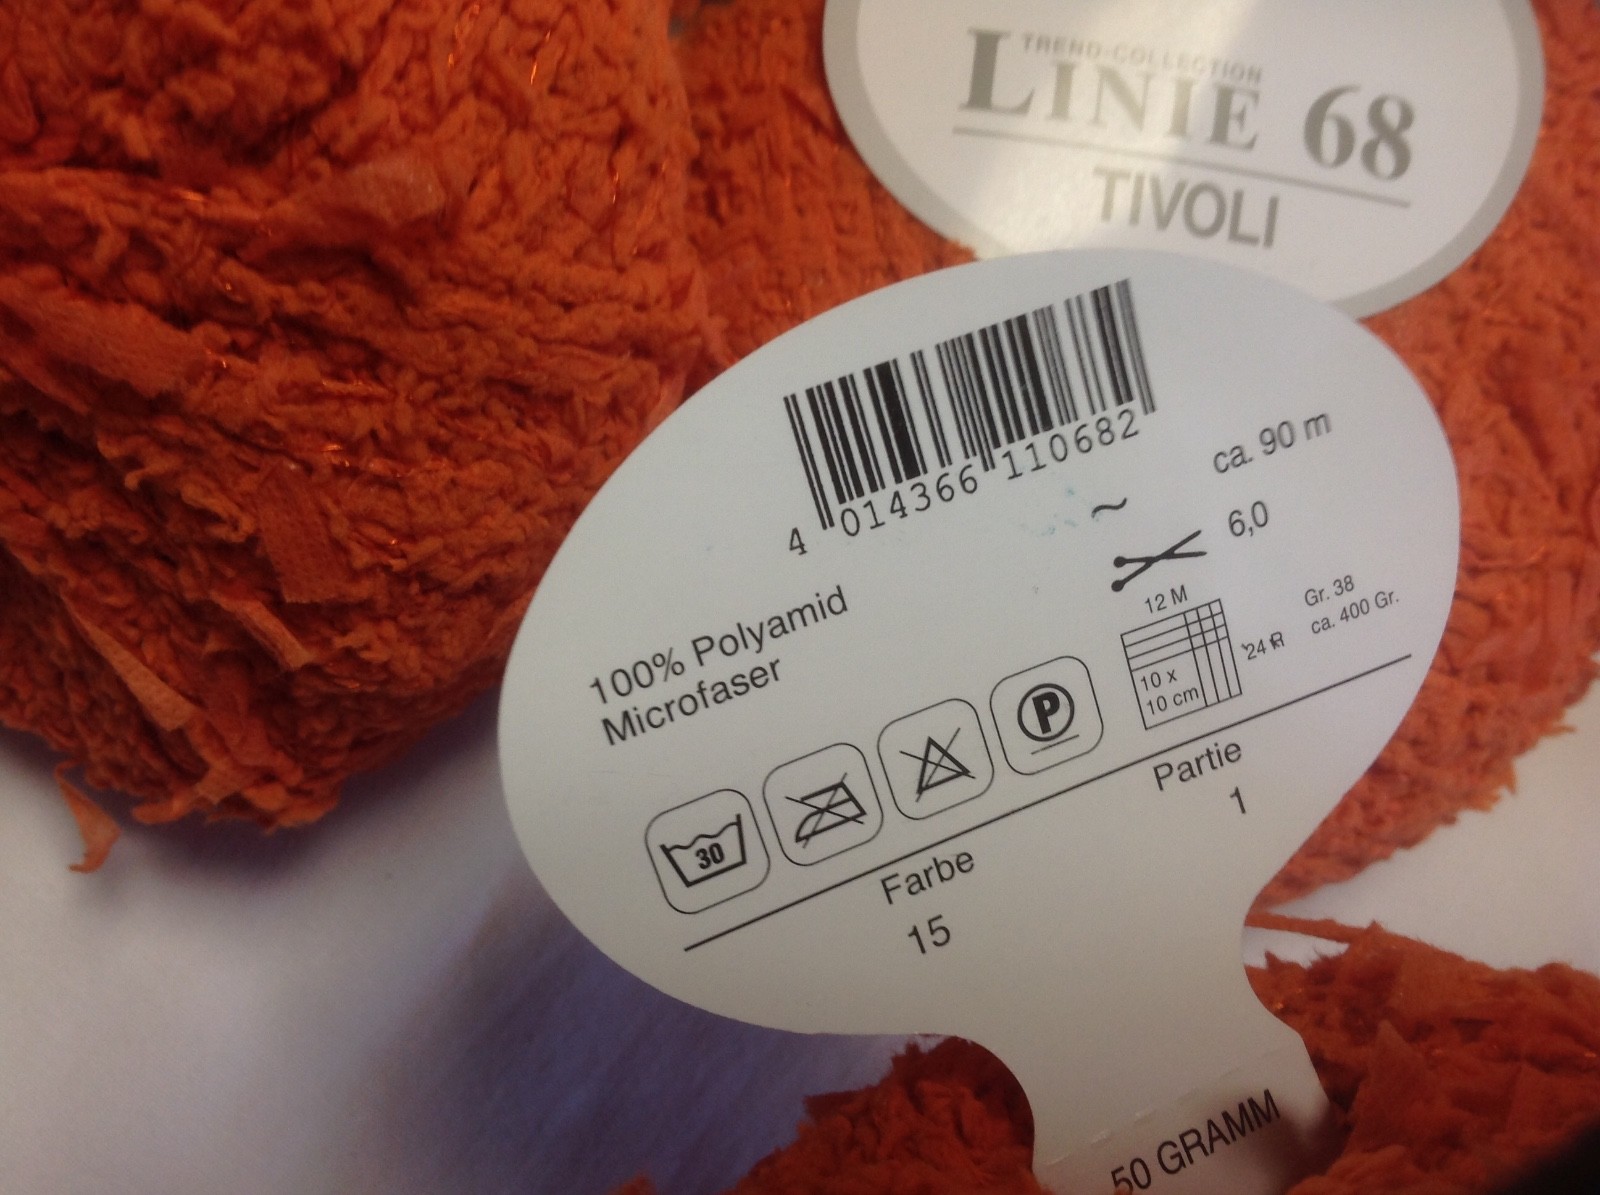 TREND-COLLECTION
LINIE 68
TIVOLI
4 014366 110682
ca. 90 m
~
6,0
100% Polyamid
Microfaser
12 M
24 R
10 x
10 cm
Gr. 38
ca. 400 Gr.
30
P
Farbe
15
Partie
1
50 GRAMM